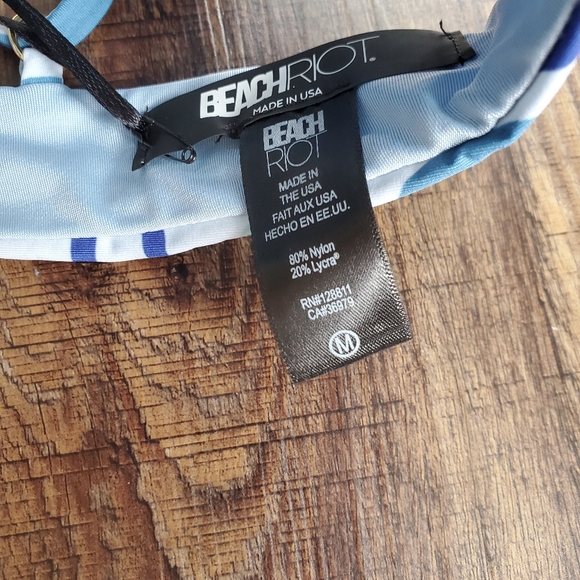 BEACHRIOT®
MADE IN USA
BEACH
RIOT
MADE IN
THE USA
FAIT AUX USA
HECHO EN EE.UU.
80% Nylon
20% Lycra®
RN#128811
CA#36979
M